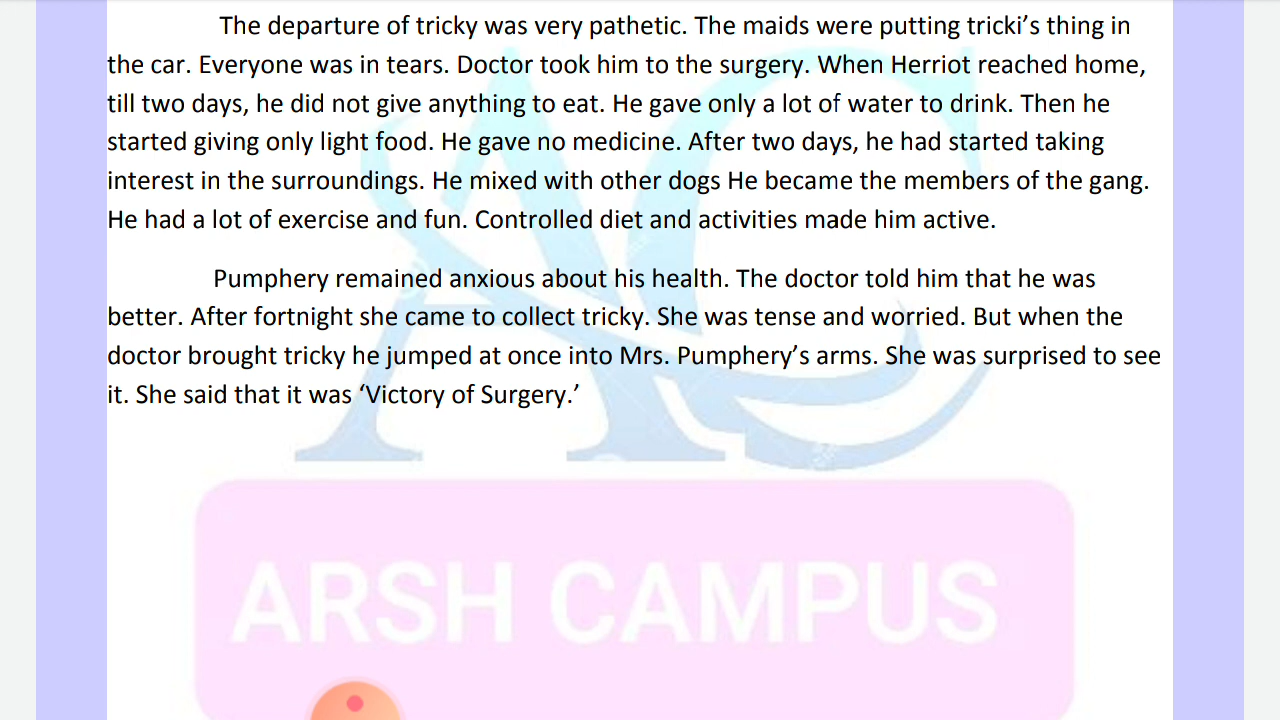 The departure of tricky was very pathetic. The maids were putting tricki’s thing in
the car. Everyone was in tears. Doctor took him to the surgery. When Herriot reached home,
till two days, he did not give anything to eat. He gave only a lot of water to drink. Then he
started giving only light food. He gave no medicine. After two days, he had started taking
interest in the surroundings. He mixed with other dogs He became the members of the gang.
He had a lot of exercise and fun. Controlled diet and activities made him active.
Pumphery remained anxious about his health. The doctor told him that he was
better. After fortnight she came to collect tricky. She was tense and worried. But when the
doctor brought tricky he jumped at once into Mrs. Pumphery’s arms. She was surprised to see
it. She said that it was ‘Victory of Surgery.’
AC
ARSH CAMPUS